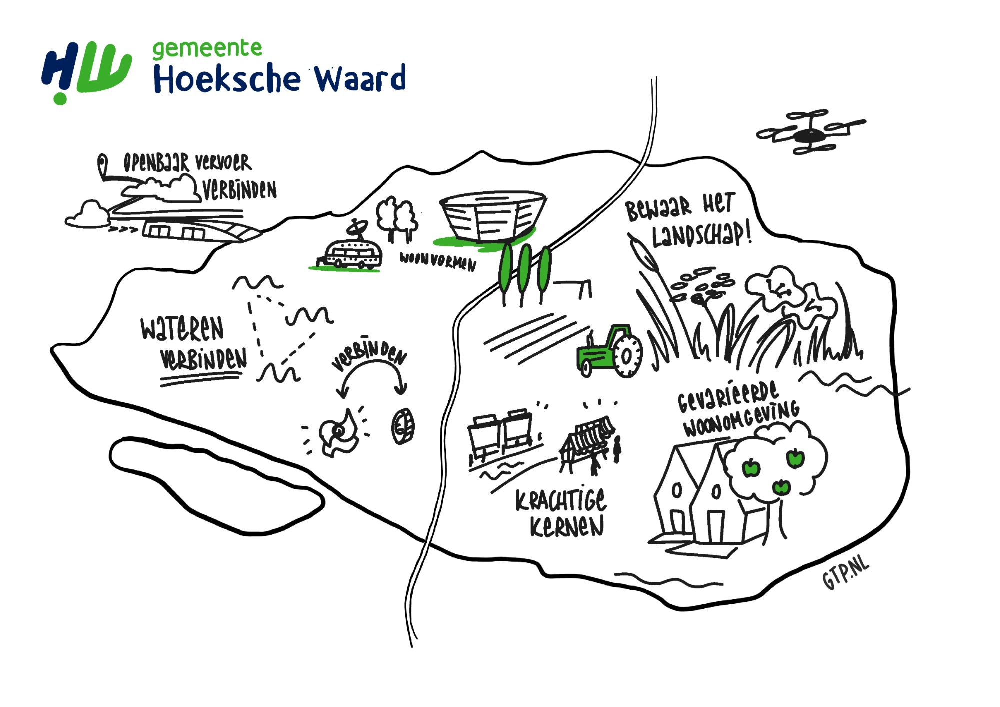 gemeente
Hoeksche Waard
OPENBAAR VERVOER
VERBINDEN
BEWAAR HET
LANDSCHAP!
WOONVORMEN
WATEREN
VERBINDEN
VERBINDEN
GEVARIEERDE
WOONOMGEVING
KRACHTIGE
KERNEN
GTP.NL